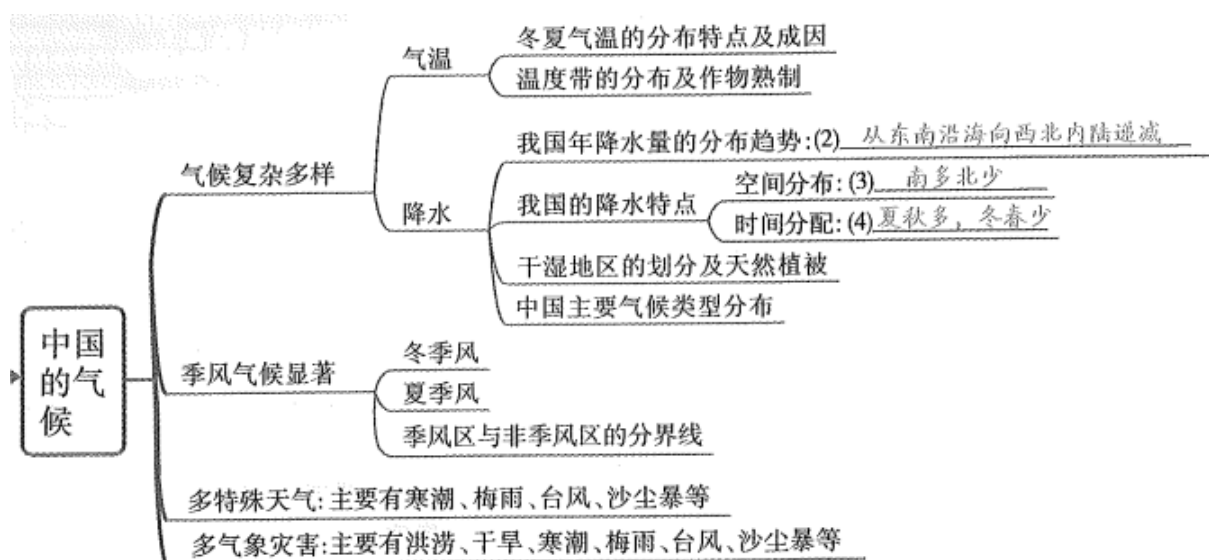 气温
冬夏气温的分布特点及成因
温度带的分布及作物熟制
气候复杂多样
降水
我国年降水量的分布趋势:(2) 从东南沿海向西北内陆递减
我国的降水特点
空间分布:(3) 南多北少
时间分配:(4) 夏秋多，冬春少
干湿地区的划分及天然植被
中国主要气候类型分布
中国
的气
候
季风气候显著
冬季风
夏季风
季风区与非季风区的分界线
多特殊天气:主要有寒潮、梅雨、台风、沙尘暴等
多气象灾害:主要有洪涝、干旱、寒潮、梅雨、台风、沙尘暴等